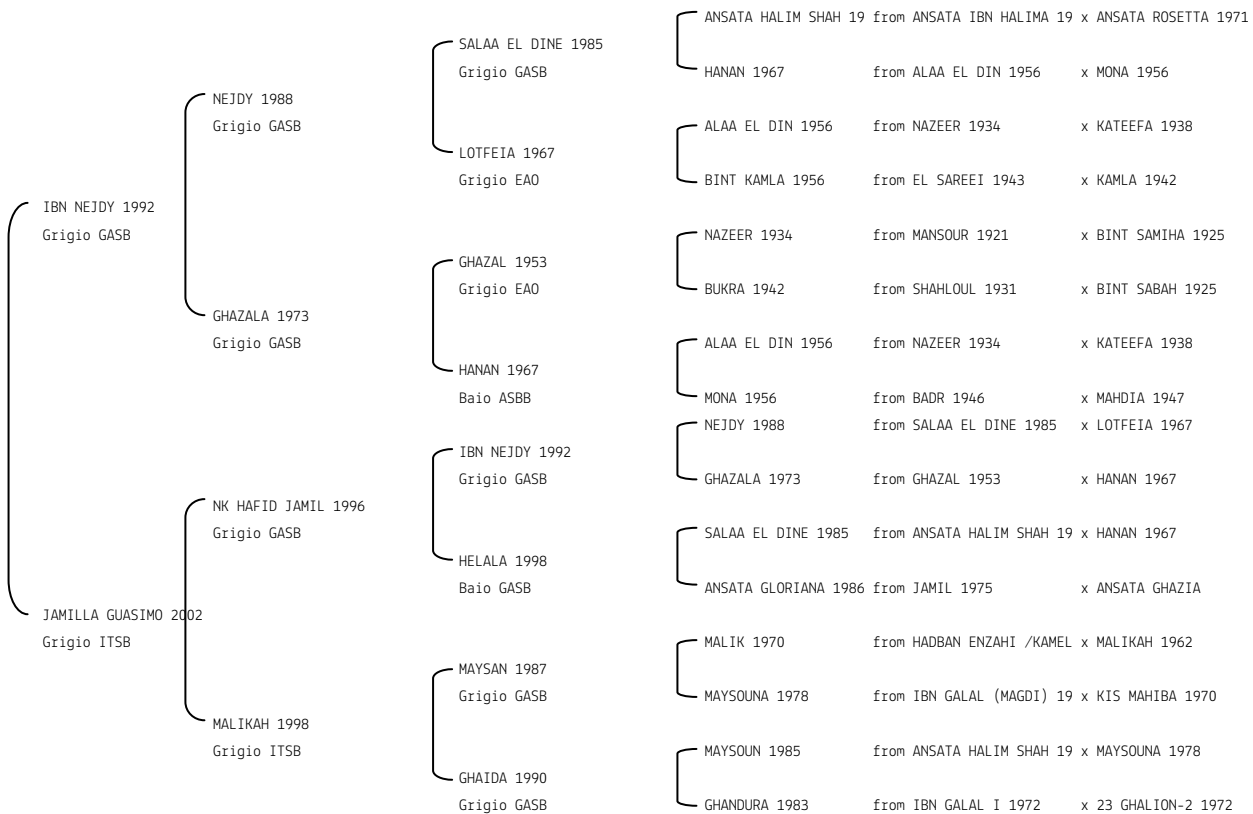 ANSATA HALIM SHAH 19 from ANSATA IBN HALIMA 19 x ANSATA ROSETTA 1971
SALAA EL DINE 1985
Grigio GASB
HANAN 1967 from ALAA EL DIN 1956 x MONA 1956
NEJDY 1988
Grigio GASB
ALAA EL DIN 1956 from NAZEER 1934 x KATEEFA 1938
LOTFEIA 1967
Grigio EAO
BINT KAMLA 1956 from EL SAREEI 1943 x KAMLA 1942
IBN NEJDY 1992
Grigio GASB
NAZEER 1934 from MANSOUR 1921 x BINT SAMIHA 1925
GHAZAL 1953
Grigio EAO
BUKRA 1942 from SHAHLOUL 1931 x BINT SABAH 1925
GHAZALA 1973
Grigio GASB
ALAA EL DIN 1956 from NAZEER 1934 x KATEEFA 1938
HANAN 1967
Baio ASBB
MONA 1956 from BADR 1946 x MAHDIA 1947
NEJDY 1988 from SALAA EL DINE 1985 x LOTFEIA 1967
IBN NEJDY 1992
Grigio GASB
GHAZALA 1973 from GHAZAL 1953 x HANAN 1967
NK HAFID JAMIL 1996
Grigio GASB
SALAA EL DINE 1985 from ANSATA HALIM SHAH 19 x HANAN 1967
HELALA 1998
Baio GASB
ANSATA GLORIANA 1986 from JAMIL 1975 x ANSATA GHAZIA
JAMILLA GUASIMO 2002
Grigio ITSB
MALIK 1970 from HADBAN ENZAHI /KAMEL x MALIKAH 1962
MAYSAN 1987
Grigio GASB
MAYSOUNA 1978 from IBN GALAL (MAGDI) 19 x KIS MAHIBA 1970
MALIKAH 1998
Grigio ITSB
MAYSOUN 1985 from ANSATA HALIM SHAH 19 x MAYSOUNA 1978
GHAIDA 1990
Grigio GASB
GHANDURA 1983 from IBN GALAL I 1972 x 23 GHALION-2 1972